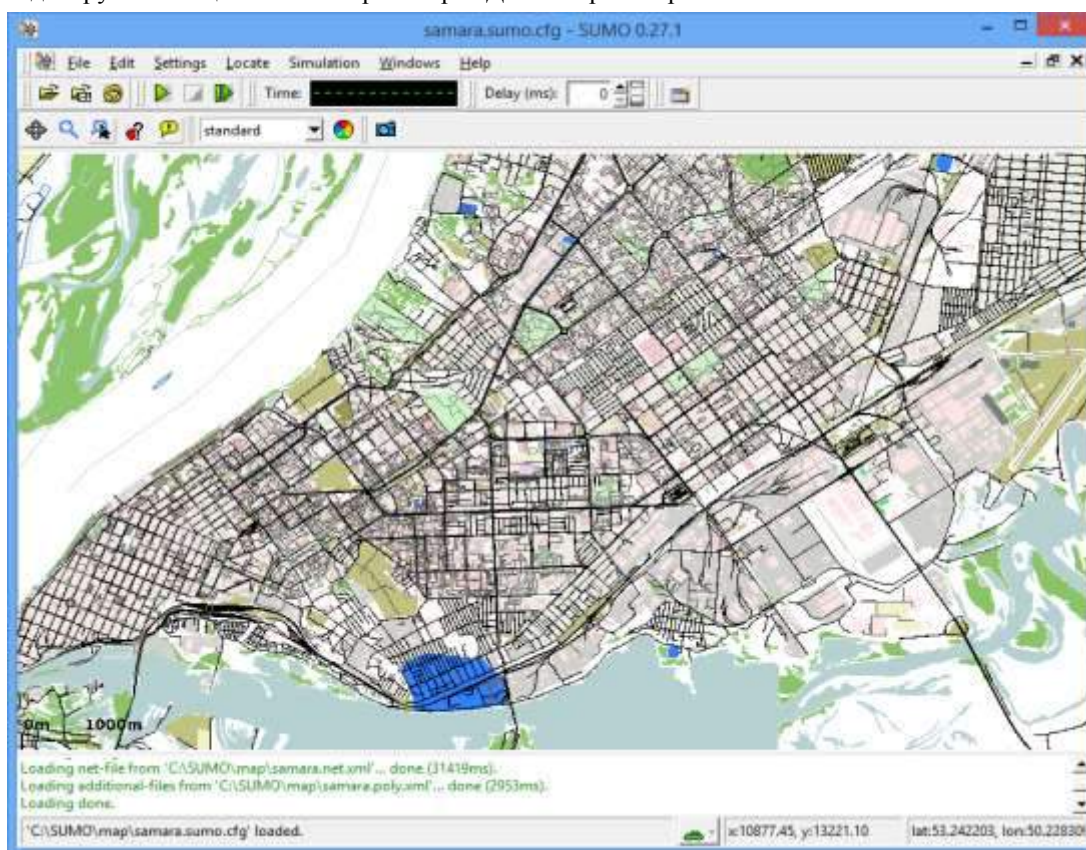 samara.sumo.cfg - SUMO 0.27.1
File Edit Settings Locate Simulation Windows Help
Time: Delay (ms): 0
standard
0m 1000m
Loading net-file from 'C:\SUMO\map\samara.net.xml'... done (31419ms).
Loading additional-files from 'C:\SUMO\map\samara.poly.xml'... done (2953ms).
Loading done.
'C:\SUMO\map\samara.sumo.cfg' loaded. x:10877.45, y:13221.10 lat:53.242203, lon:50.228309